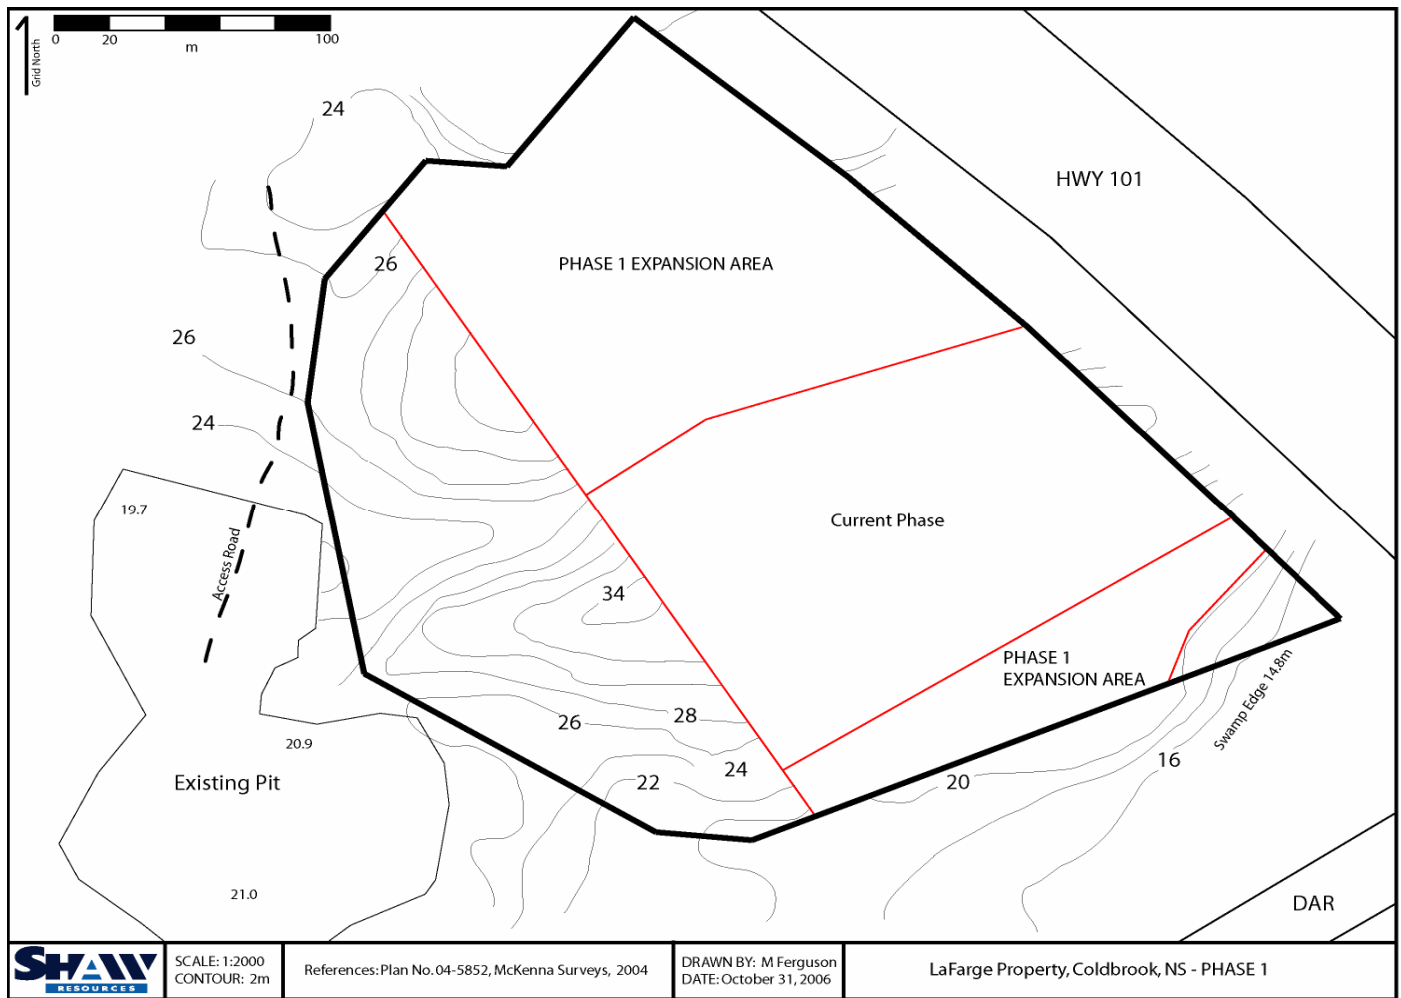 0 20 100
m
Grid North
24
HWY 101
PHASE 1 EXPANSION AREA
26
26
24
19.7
Current Phase
Access Road
34
PHASE 1
EXPANSION AREA
Swamp Edge 14.8m
28
26
20.9
16
24
22
20
Existing Pit
21.0
DAR
SHAW
RESOURCES
SCALE: 1:2000
CONTOUR: 2m
References: Plan No. 04-5852, McKenna Surveys, 2004
DRAWN BY: M Ferguson
DATE: October 31, 2006
LaFarge Property, Coldbrook, NS - PHASE 1